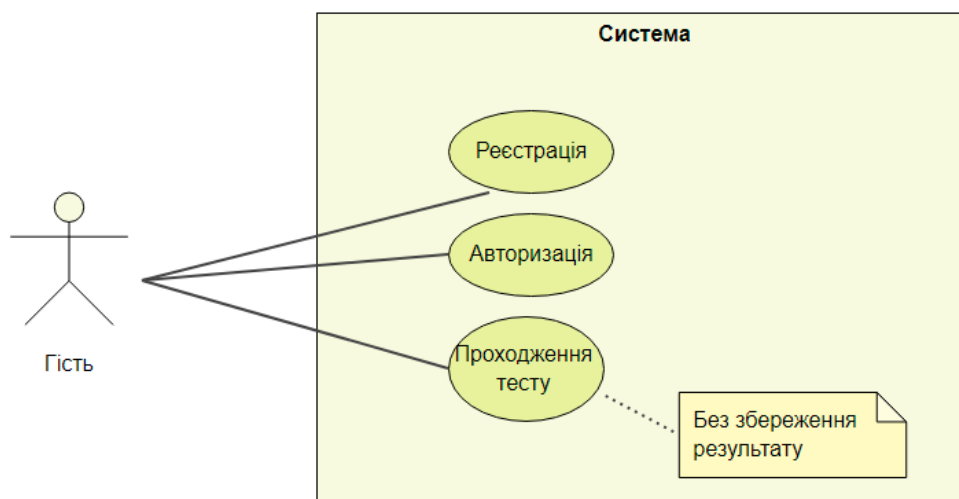 Система
Реєстрація
Авторизація
Гість
Проходження
тесту
Без збереження
результату